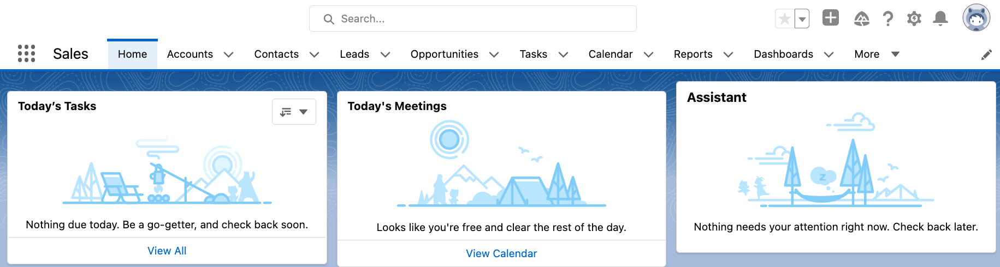 Search...
Sales
Home
Accounts
Contacts
Leads
Opportunities
Tasks
Calendar
Reports
Dashboards
More
Today’s Tasks
Nothing due today. Be a go-getter, and check back soon.
View All
Today's Meetings
Looks like you're free and clear the rest of the day.
View Calendar
Assistant
z
Nothing needs your attention right now. Check back later.